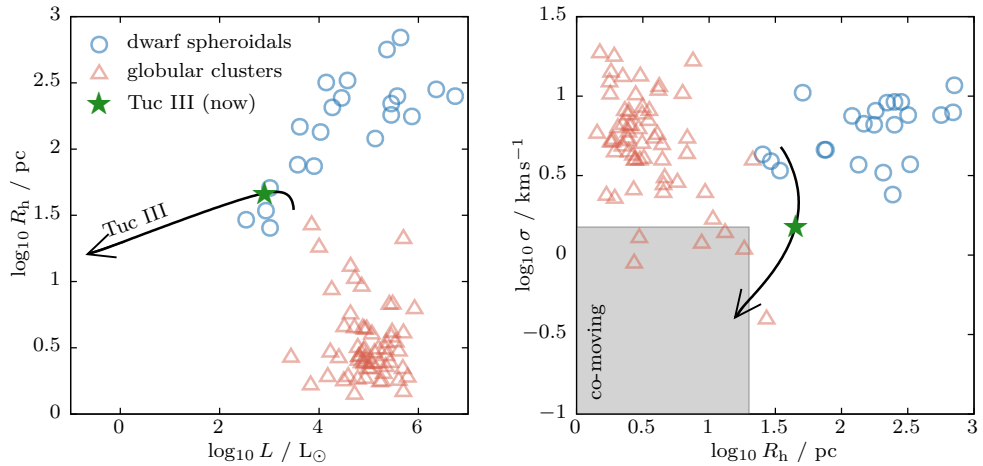 3
2.5
2
1.5
1
0.5
0
0
2
4
6
log₁₀ L / L⊙
log₁₀ Rₕ / pc
dwarf spheroidals
globular clusters
Tuc III (now)
Tuc III
1.5
1
0.5
0
−0.5
−1
0
0.5
1
1.5
2
2.5
3
log₁₀ Rₕ / pc
log₁₀ σ / km s⁻¹
co-moving